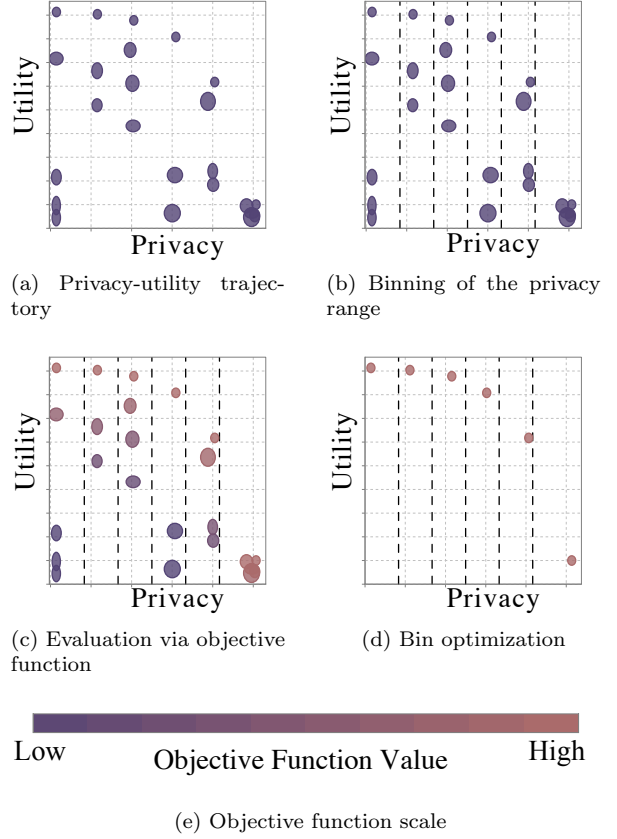 Utility
Privacy
(a) Privacy-utility trajec-
tory
Utility
Privacy
(b) Binning of the privacy
range
Utility
Privacy
(c) Evaluation via objective
function
Utility
Privacy
(d) Bin optimization
Low
Objective Function Value
High
(e) Objective function scale